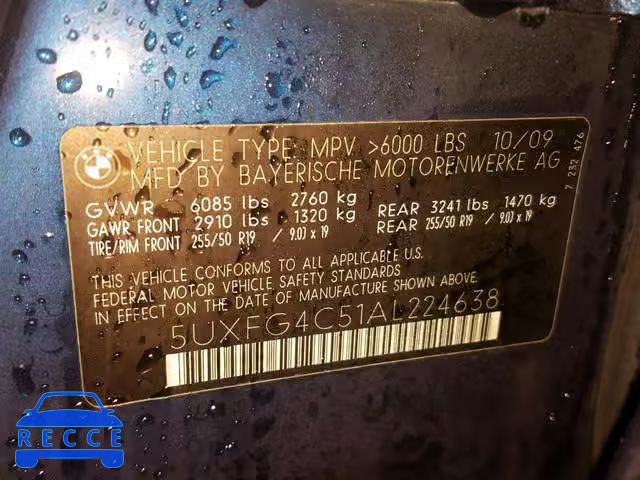 BMW
VEHICLE TYPE: MPV >6000 LBS 10/09
MFD BY BAYERISCHE MOTORENWERKE AG
7 232 476
GVWR 6085 lbs 2760 kg
GAWR FRONT 2910 lbs 1320 kg REAR 3241 lbs 1470 kg
TIRE/RIM FRONT 255/50 R19 / 9.0J x 19 REAR 255/50 R19 / 9.0J x 19
THIS VEHICLE CONFORMS TO ALL APPLICABLE U.S.
FEDERAL MOTOR VEHICLE SAFETY STANDARDS
IN EFFECT ON THE DATE OF MANUFACTURE SHOWN ABOVE.
5UXFG4C51AL224638
RECCE